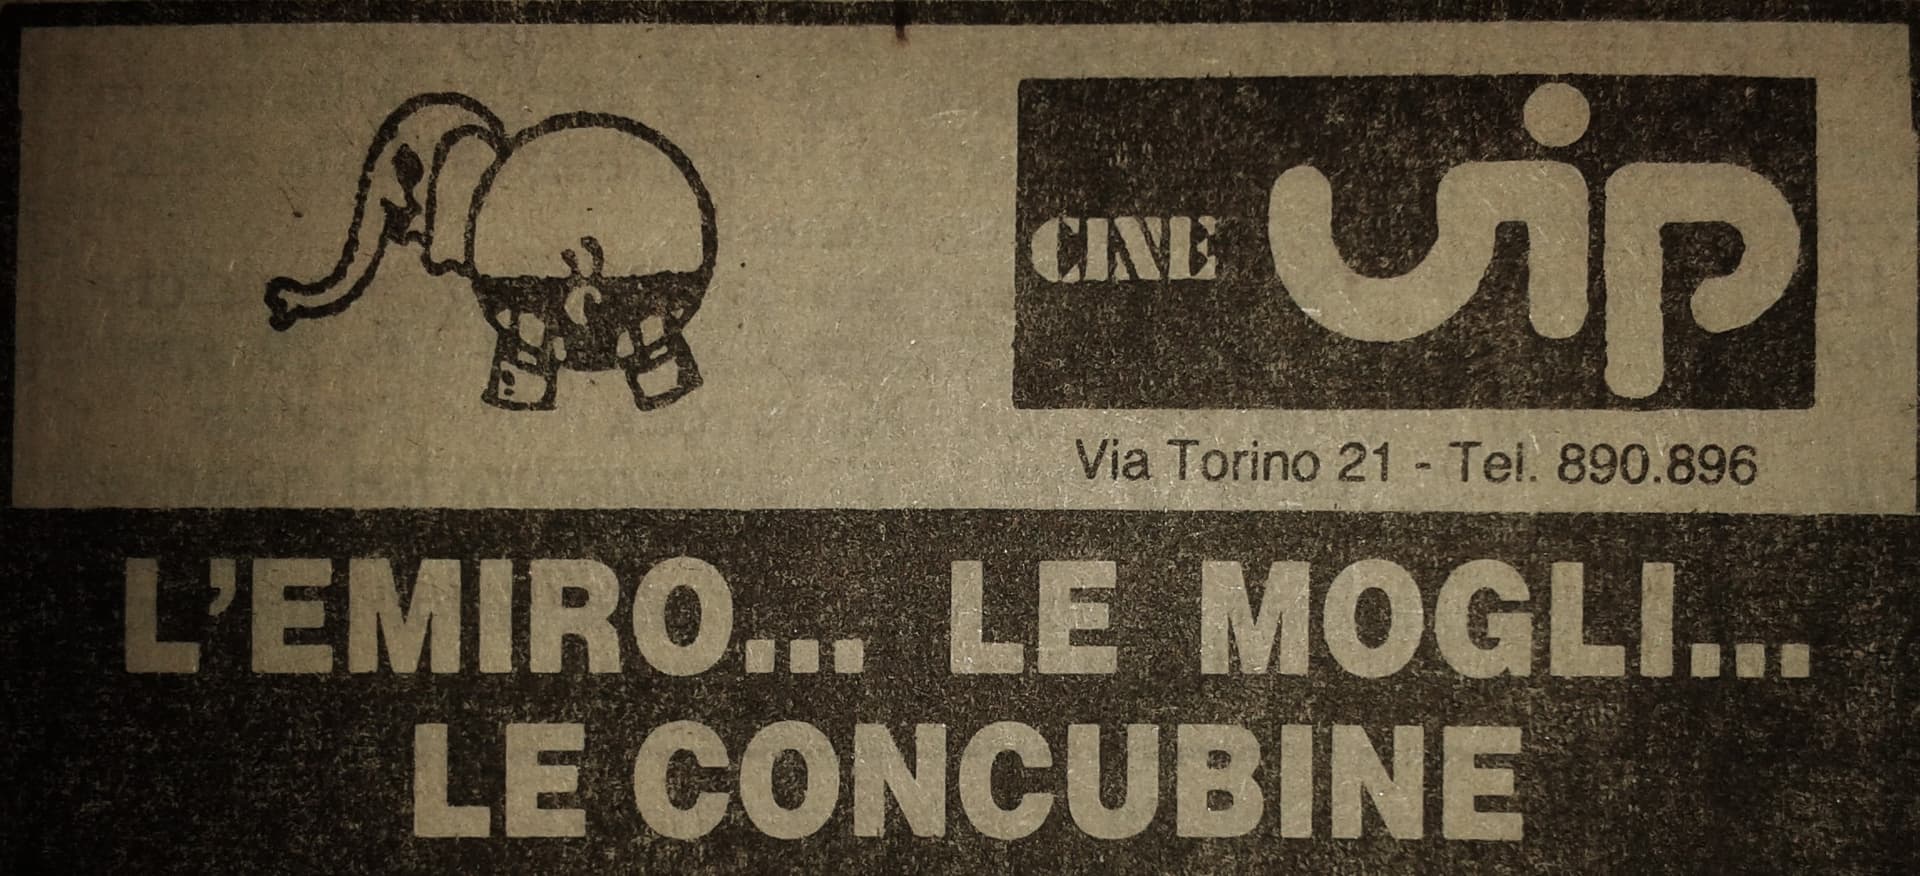 CINE vip
Via Torino 21 - Tel. 890.896
L'EMIRO... LE MOGLI...
LE CONCUBINE